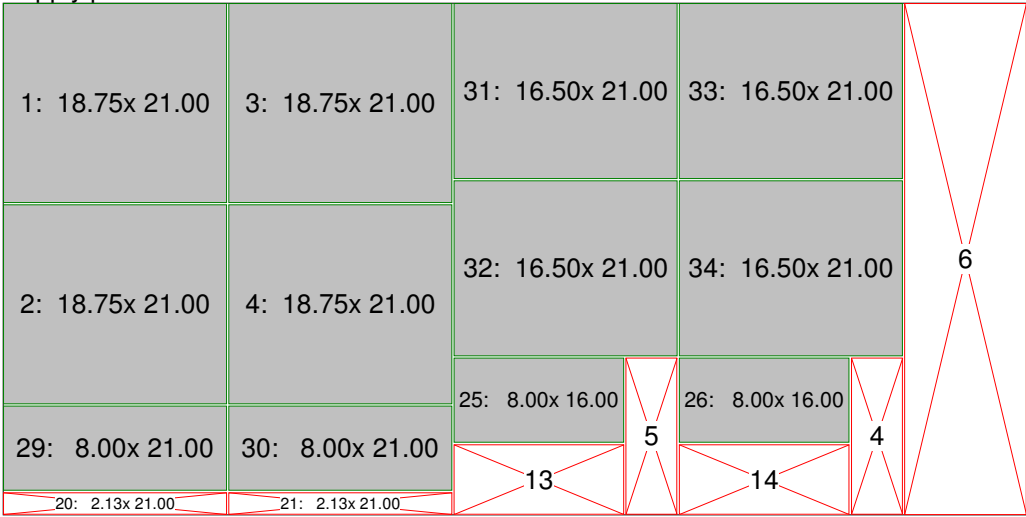 1: 18.75x 21.00
3: 18.75x 21.00
31: 16.50x 21.00
33: 16.50x 21.00
2: 18.75x 21.00
4: 18.75x 21.00
32: 16.50x 21.00
34: 16.50x 21.00
6
29: 8.00x 21.00
30: 8.00x 21.00
25: 8.00x 16.00
5
26: 8.00x 16.00
4
20: 2.13x 21.00
21: 2.13x 21.00
13
14